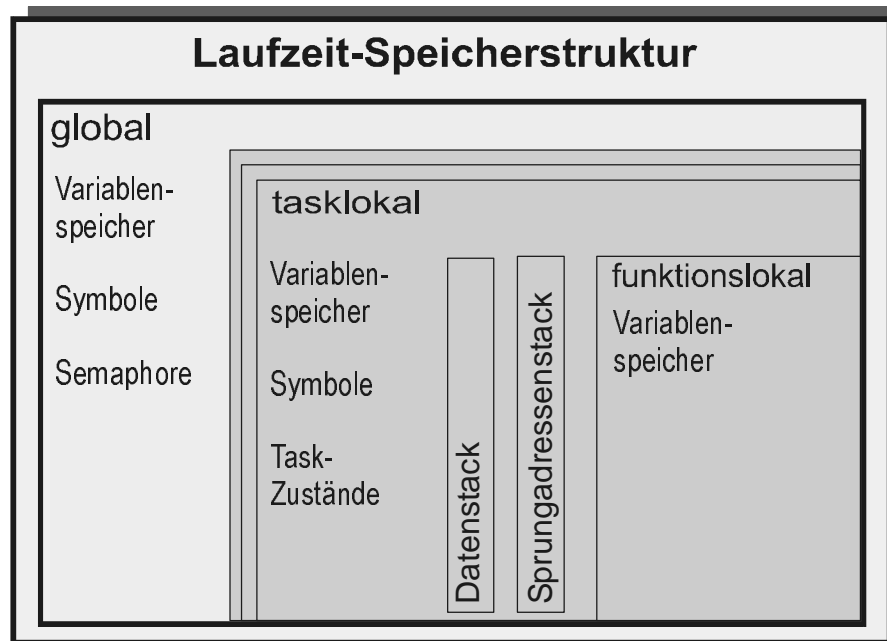 Laufzeit-Speicherstruktur
global
Variablen-
speicher
Symbole
Semaphore
tasklokal
Variablen-
speicher
Symbole
Task-
Zustände
Datenstack
Sprungadressenstack
funktionslokal
Variablen-
speicher